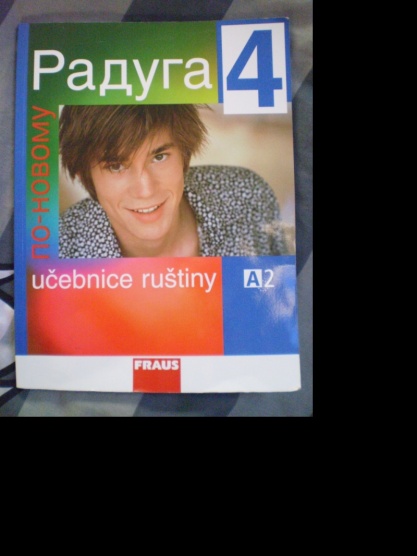 Радуга
4
по-новому
učebnice ruštiny
A2
FRAUS